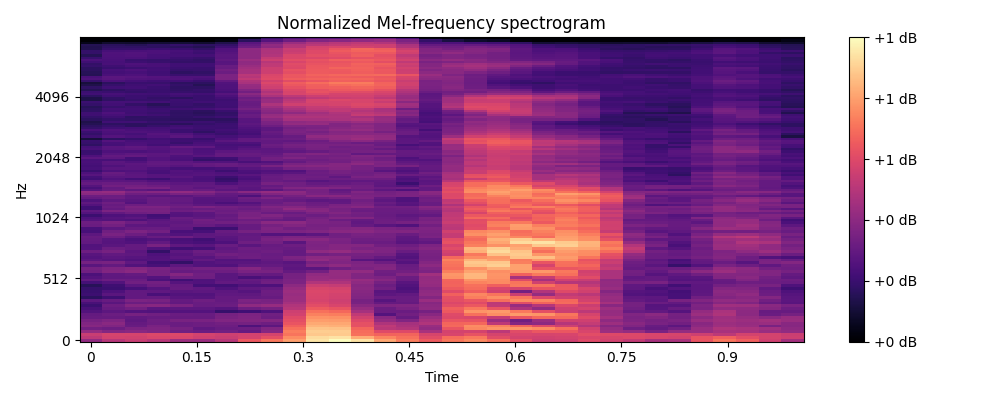 Normalized Mel-frequency spectrogram
Hz
4096
2048
1024
512
0
0 0.15 0.3 0.45 0.6 0.75 0.9
Time
+1 dB
+1 dB
+1 dB
+0 dB
+0 dB
+0 dB